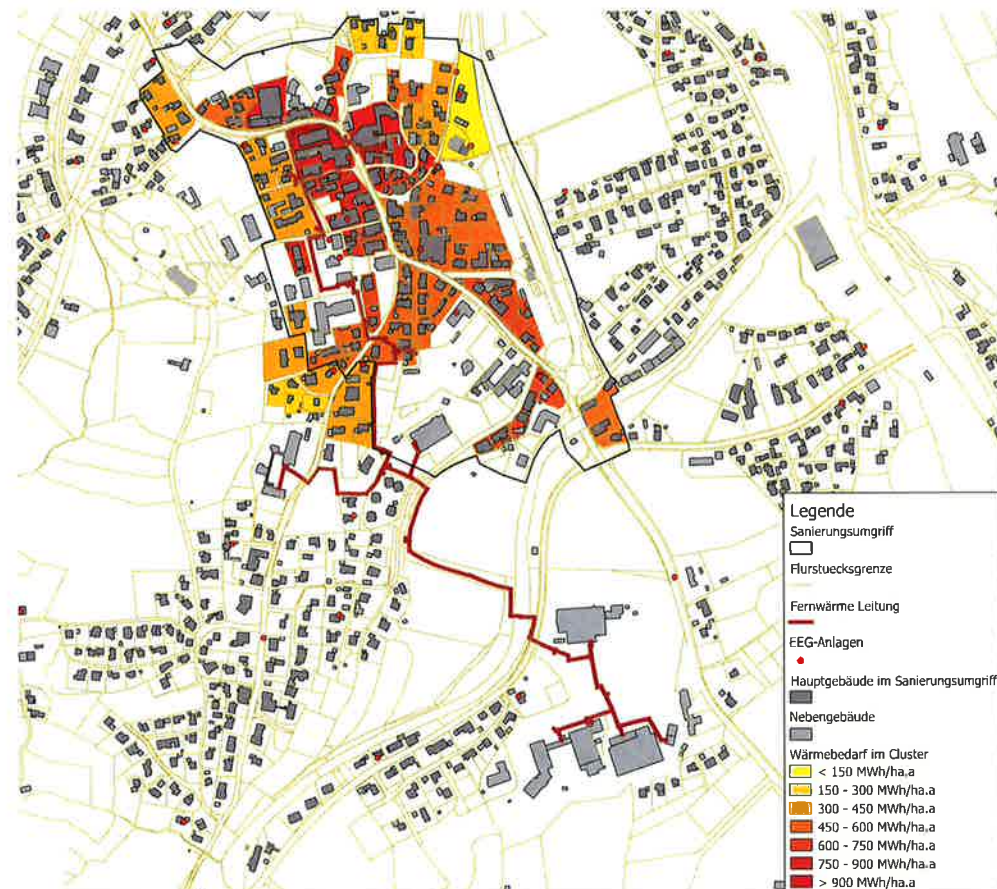 Legende
Sanierungsumgriff
Flurstuecksgrenze
Fernwärme Leitung
EEG-Anlagen
Hauptgebäude im Sanierungsumgriff
Nebengebäude
Wärmebedarf im Cluster
< 150 MWh/ha.a
150 - 300 MWh/ha.a
300 - 450 MWh/ha.a
450 - 600 MWh/ha.a
600 - 750 MWh/ha.a
750 - 900 MWh/ha.a
> 900 MWh/ha.a